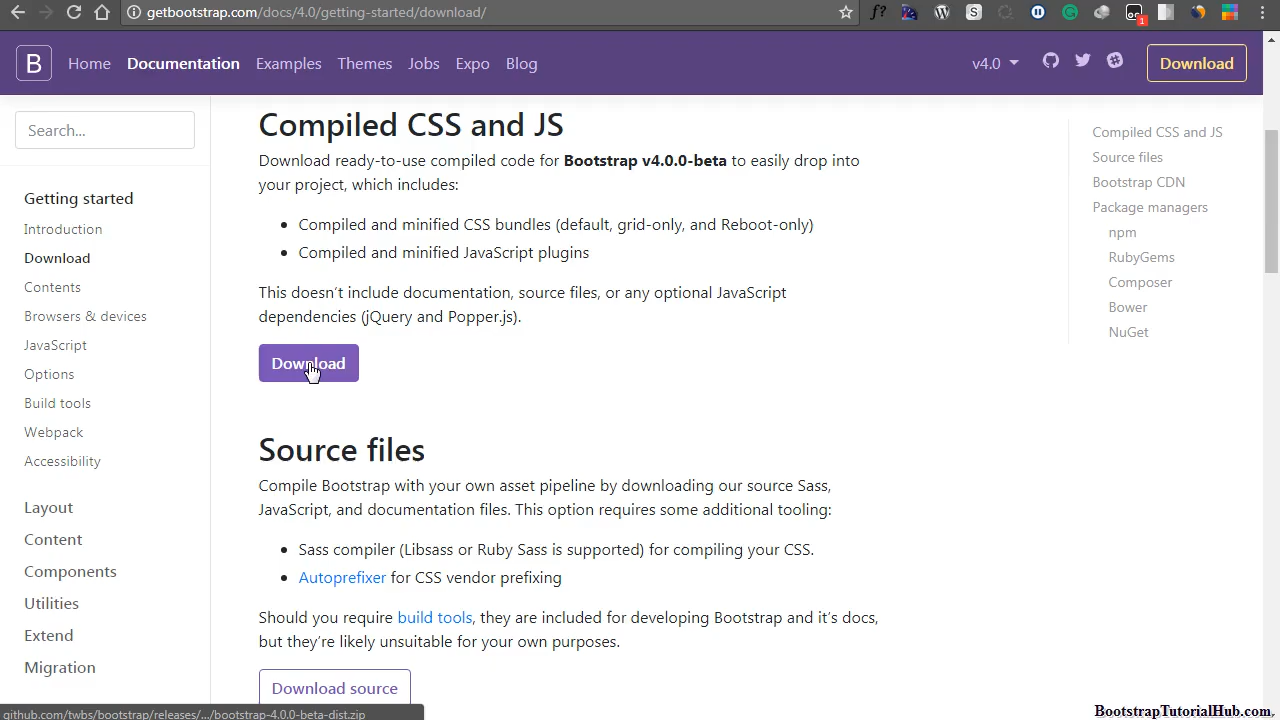 getbootstrap.com/docs/4.0/getting-started/download/
f?
S
1
B
Home
Documentation
Examples
Themes
Jobs
Expo
Blog
v4.0
Download
Search...
Getting started
Introduction
Download
Contents
Browsers & devices
JavaScript
Options
Build tools
Webpack
Accessibility
Layout
Content
Components
Utilities
Extend
Migration
Compiled CSS and JS
Download ready-to-use compiled code for Bootstrap v4.0.0-beta to easily drop into
your project, which includes:
Compiled and minified CSS bundles (default, grid-only, and Reboot-only)
Compiled and minified JavaScript plugins
This doesn't include documentation, source files, or any optional JavaScript
dependencies (jQuery and Popper.js).
Download
Source files
Compile Bootstrap with your own asset pipeline by downloading our source Sass,
JavaScript, and documentation files. This option requires some additional tooling:
Sass compiler (Libsass or Ruby Sass is supported) for compiling your CSS.
Autoprefixer for CSS vendor prefixing
Should you require build tools, they are included for developing Bootstrap and it's docs,
but they're likely unsuitable for your own purposes.
Download source
Compiled CSS and JS
Source files
Bootstrap CDN
Package managers
npm
RubyGems
Composer
Bower
NuGet
github.com/twbs/bootstrap/releases/.../bootstrap-4.0.0-beta-dist.zip
BootstrapTutorialHub.com.